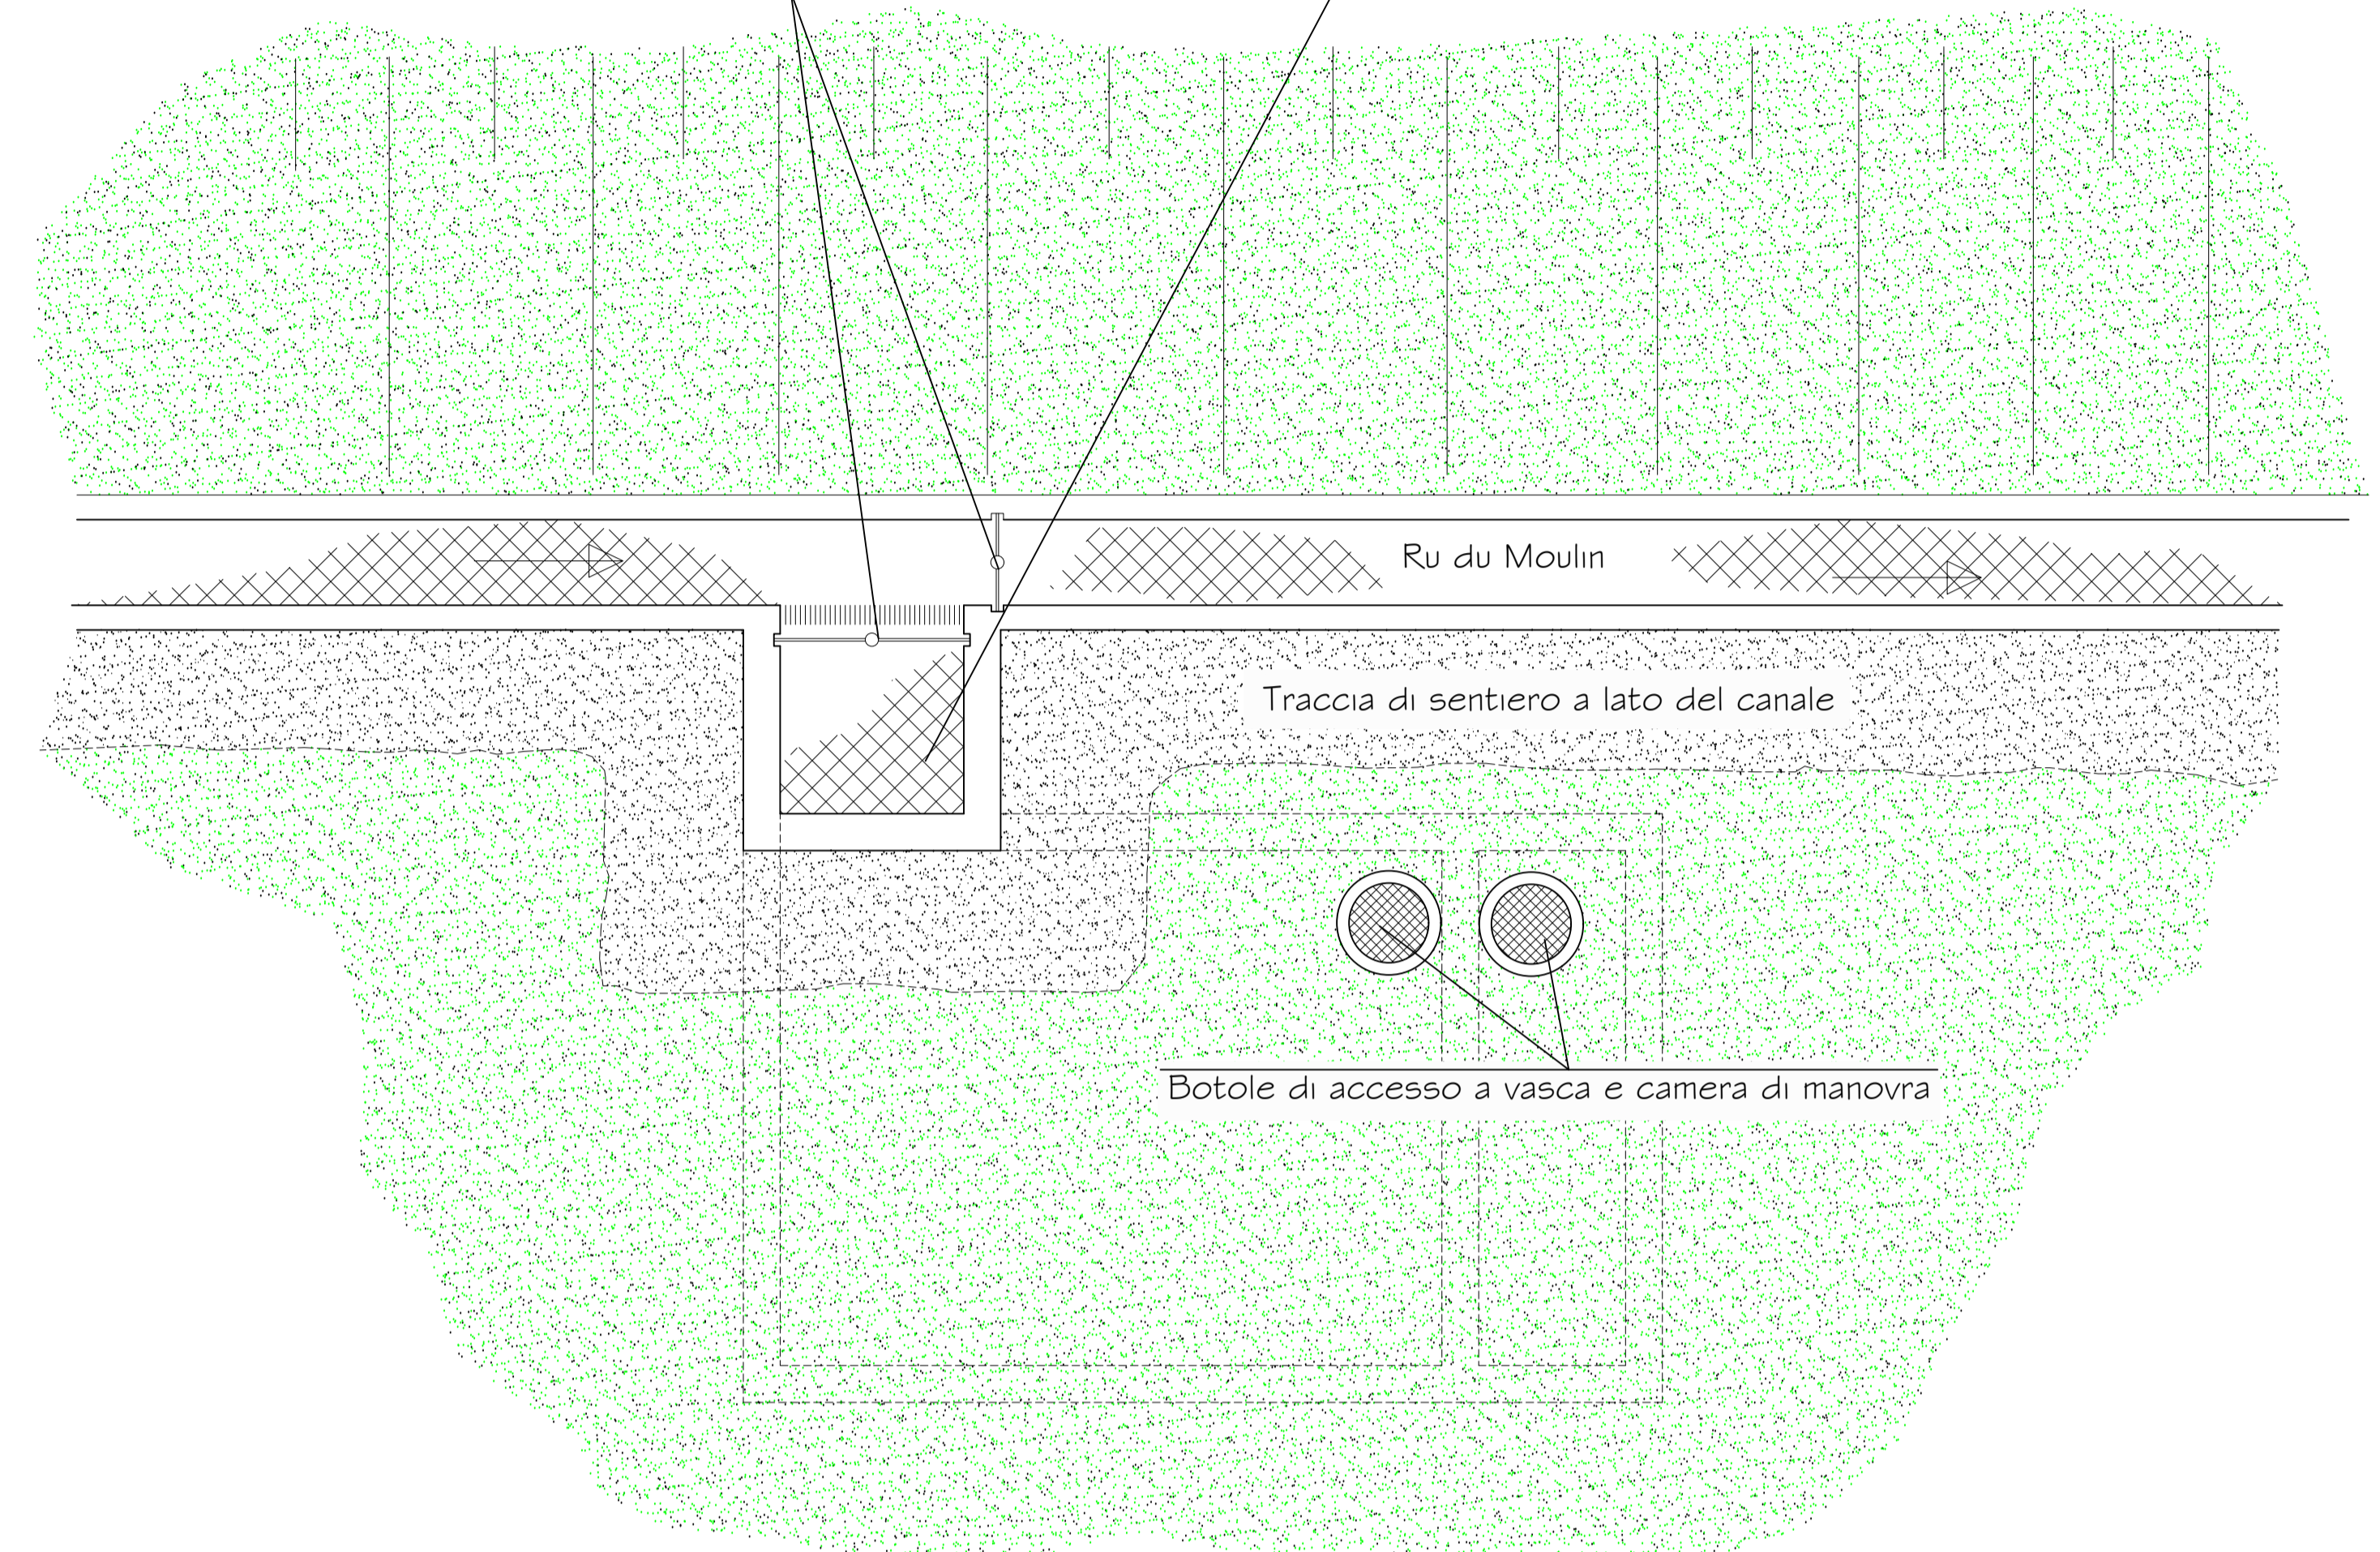 Ru du Moulin
Traccia di sentiero a lato del canale
Botole di accesso a vasca e camera di manovra